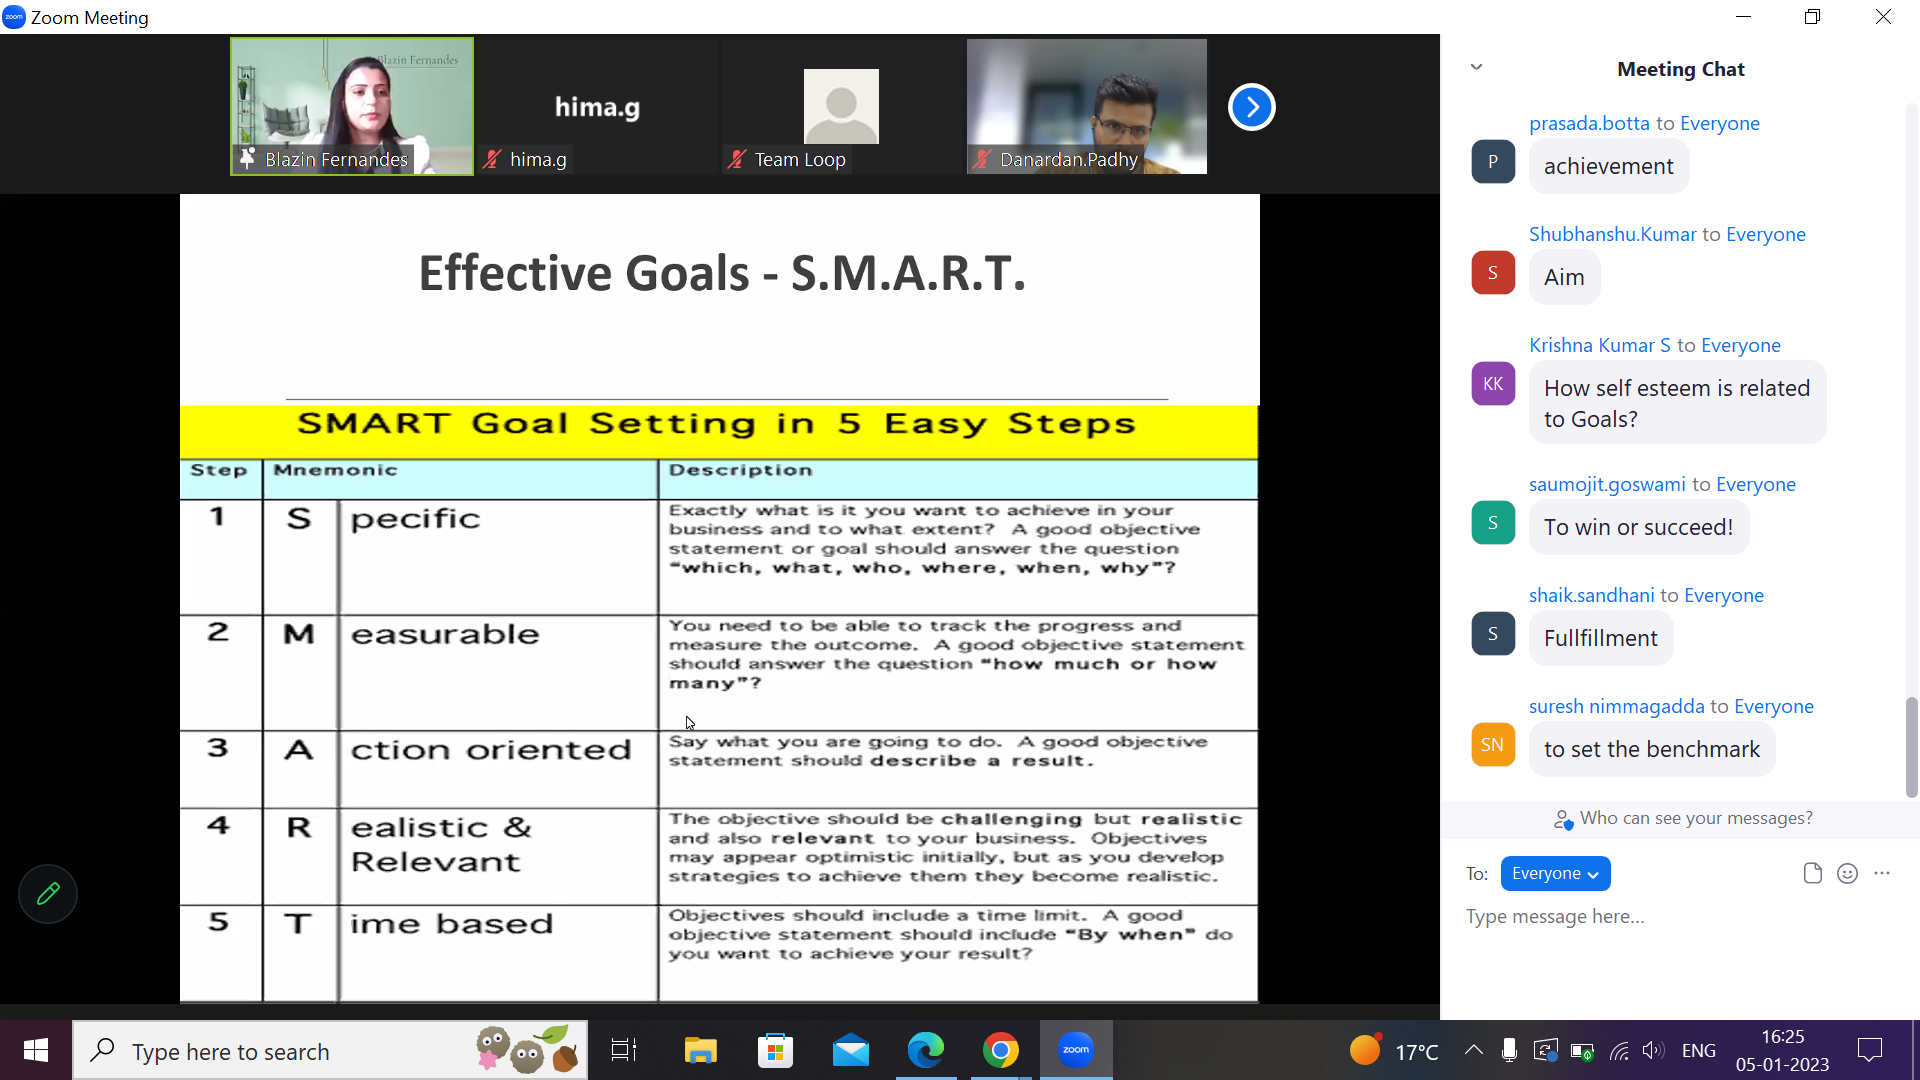 zoom
Zoom Meeting
Blazin Fernandes
Blazin Fernandes
hima.g
hima.g
Team Loop
Danardan.Padhy
Effective Goals - S.M.A.R.T.
SMART Goal Setting in 5 Easy Steps
Step Mnemonic Description
1 S pecific
Exactly what is it you want to achieve in your
business and to what extent? A good objective
statement or goal should answer the question
"which, what, who, where, when, why"?
2 M easurable
You need to be able to track the progress and
measure the outcome. A good objective statement
should answer the question "how much or how
many"?
3 A ction oriented
Say what you are going to do. A good objective
statement should describe a result.
4 R ealistic &
Relevant
The objective should be challenging but realistic
and also relevant to your business. Objectives
may appear optimistic initially, but as you develop
strategies to achieve them they become realistic.
5 T ime based
Objectives should include a time limit. A good
objective statement should include "By when" do
you want to achieve your result?
Meeting Chat
prasada.botta to Everyone
P
achievement
Shubhanshu.Kumar to Everyone
S
Aim
Krishna Kumar S to Everyone
KK
How self esteem is related
to Goals?
saumojit.goswami to Everyone
S
To win or succeed!
shaik.sandhani to Everyone
S
Fullfillment
suresh nimmagadda to Everyone
SN
to set the benchmark
Who can see your messages?
To: Everyone
Type message here...
Type here to search
zoom
17°C
ENG
16:25
05-01-2023